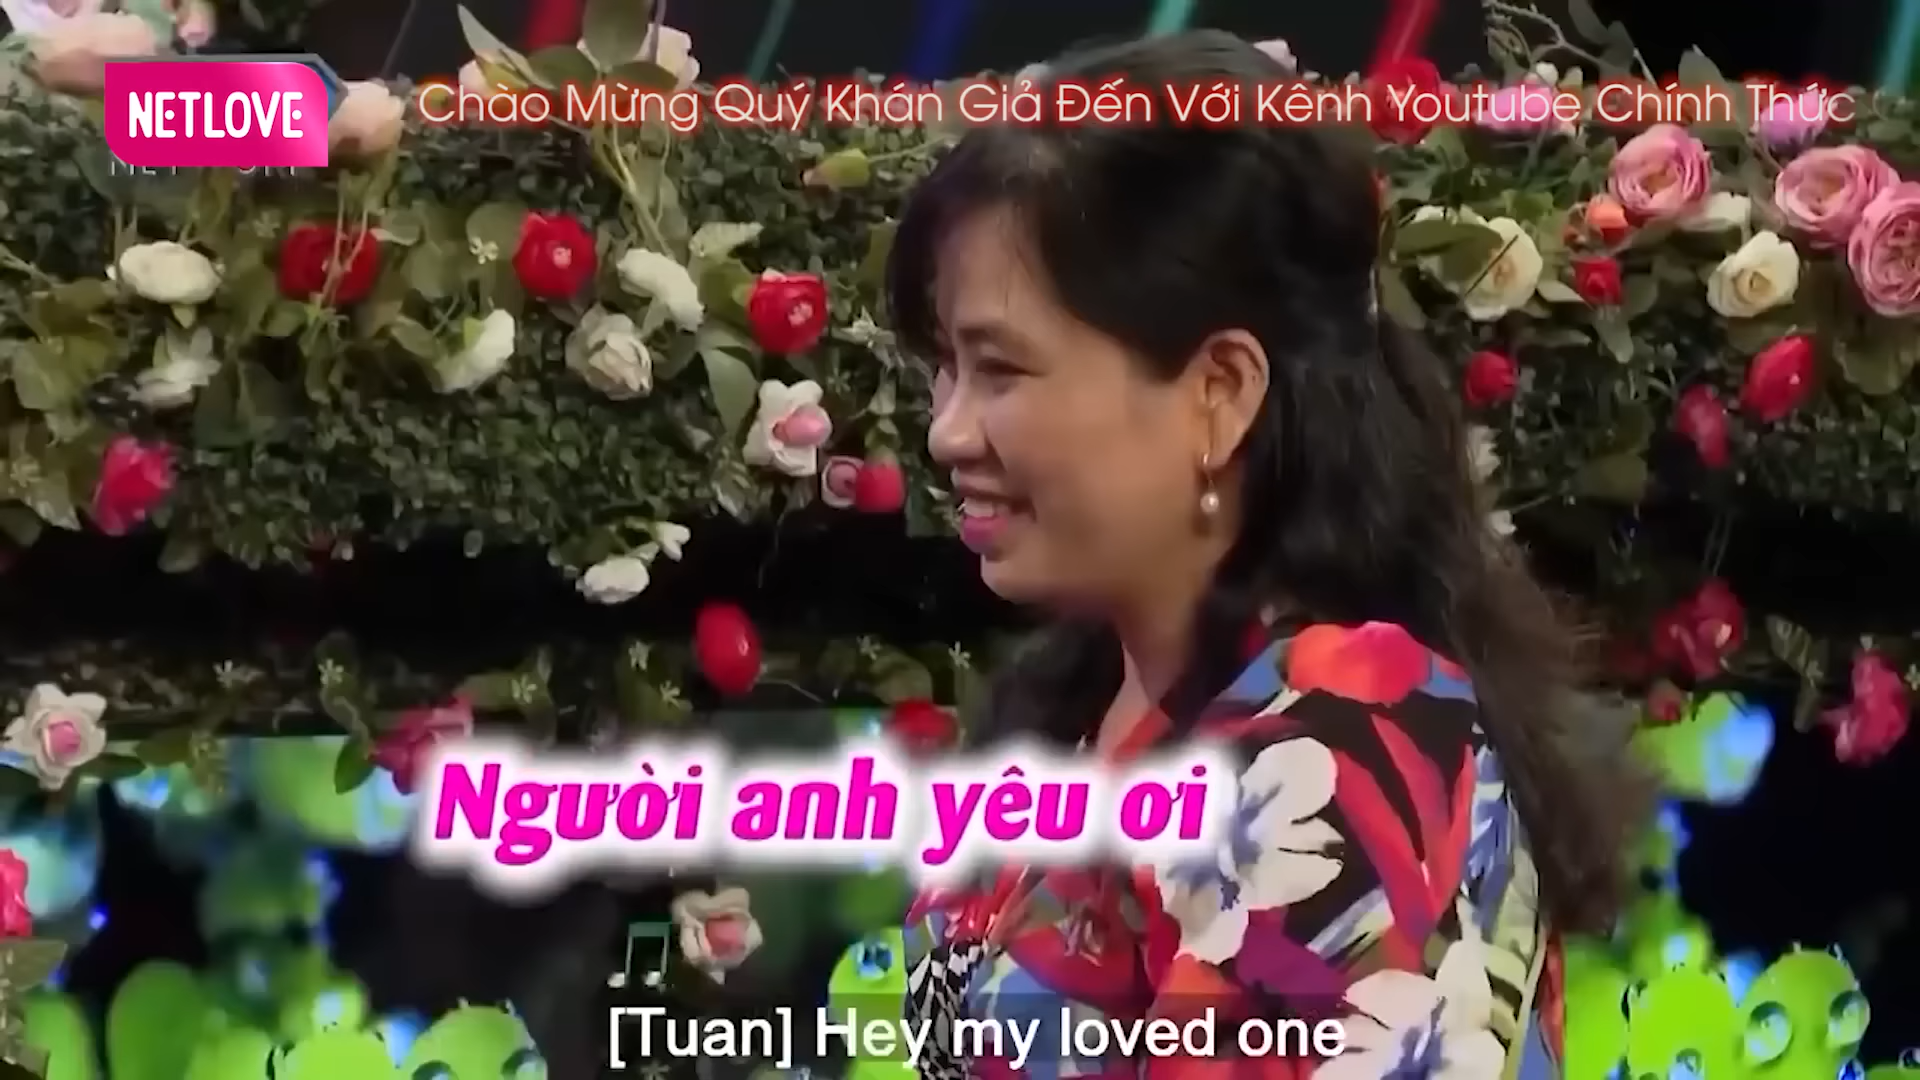 NETLOVE
Chào Mừng Quý Khán Giả Đến Với Kênh Youtube Chính Thức
Người anh yêu ơi
[Tuan] Hey my loved one